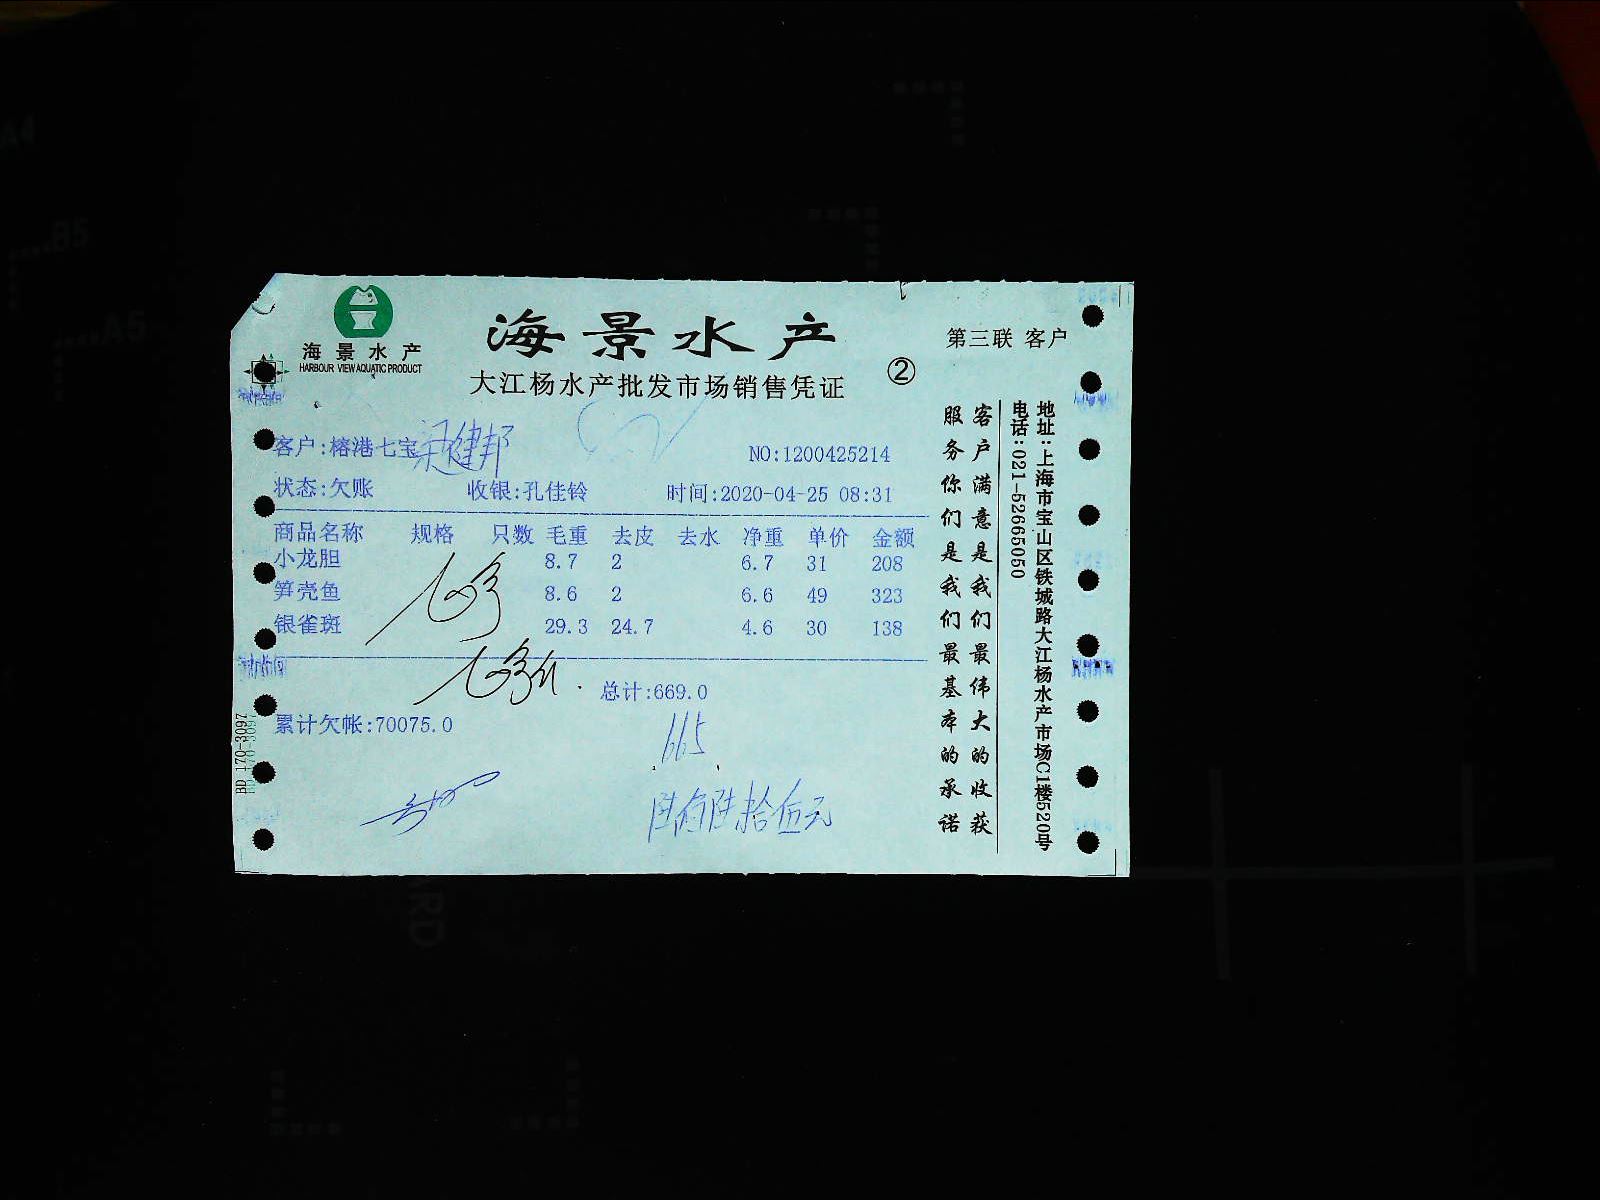 海景水产
HARBOUR VIEW AQUATIC PRODUCT
海景水产
大江杨水产批发市场销售凭证
②
第三联 客户
客户:榕港七宝 梁健邦
NO:1200425214
状态:欠账 收银:孔佳铃 时间:2020-04-25 08:31
商品名称 规格 只数 毛重 去皮 去水 净重 单价 金额
小龙胆 8.7 2 6.7 31 208
笋壳鱼 8.6 2 6.6 49 323
银雀斑 29.3 24.7 4.6 30 138
总计:669.0
累计欠帐:70075.0
665
陆佰陆拾伍元
客户满意是我们最伟大的收获
服务你们是我们最基本的承诺
地址:上海市宝山区铁城路大江杨水产市场C1楼520号
电话:021-52665050
BD 170-3097
A4
B5
A5